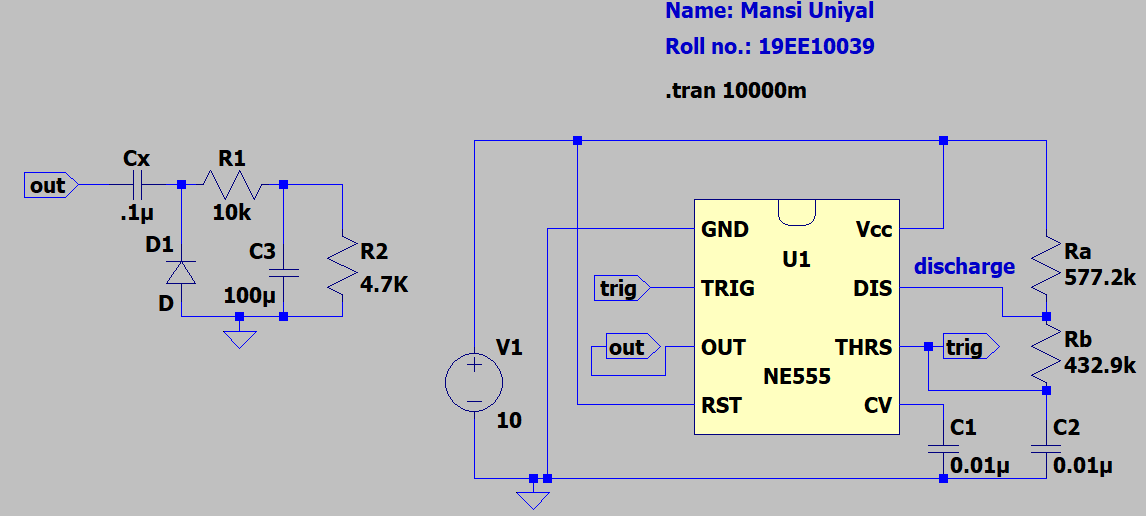 Name: Mansi Uniyal
Roll no.: 19EE10039
.tran 10000m
out
Cx
.1µ
R1
10k
D1
D
C3
100µ
R2
4.7K
V1
10
GND
TRIG
OUT
RST
Vcc
DIS
THRS
CV
U1
NE555
trig
out
discharge
trig
Ra
577.2k
Rb
432.9k
C1
0.01µ
C2
0.01µ